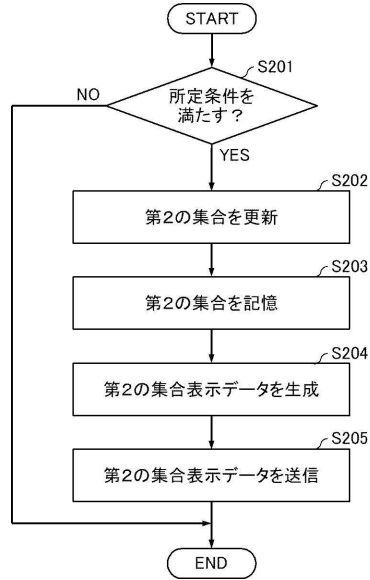 START
S201
所定条件を
満たす?
NO
YES
S202
第2の集合を更新
S203
第2の集合を記憶
S204
第2の集合表示データを生成
S205
第2の集合表示データを送信
END